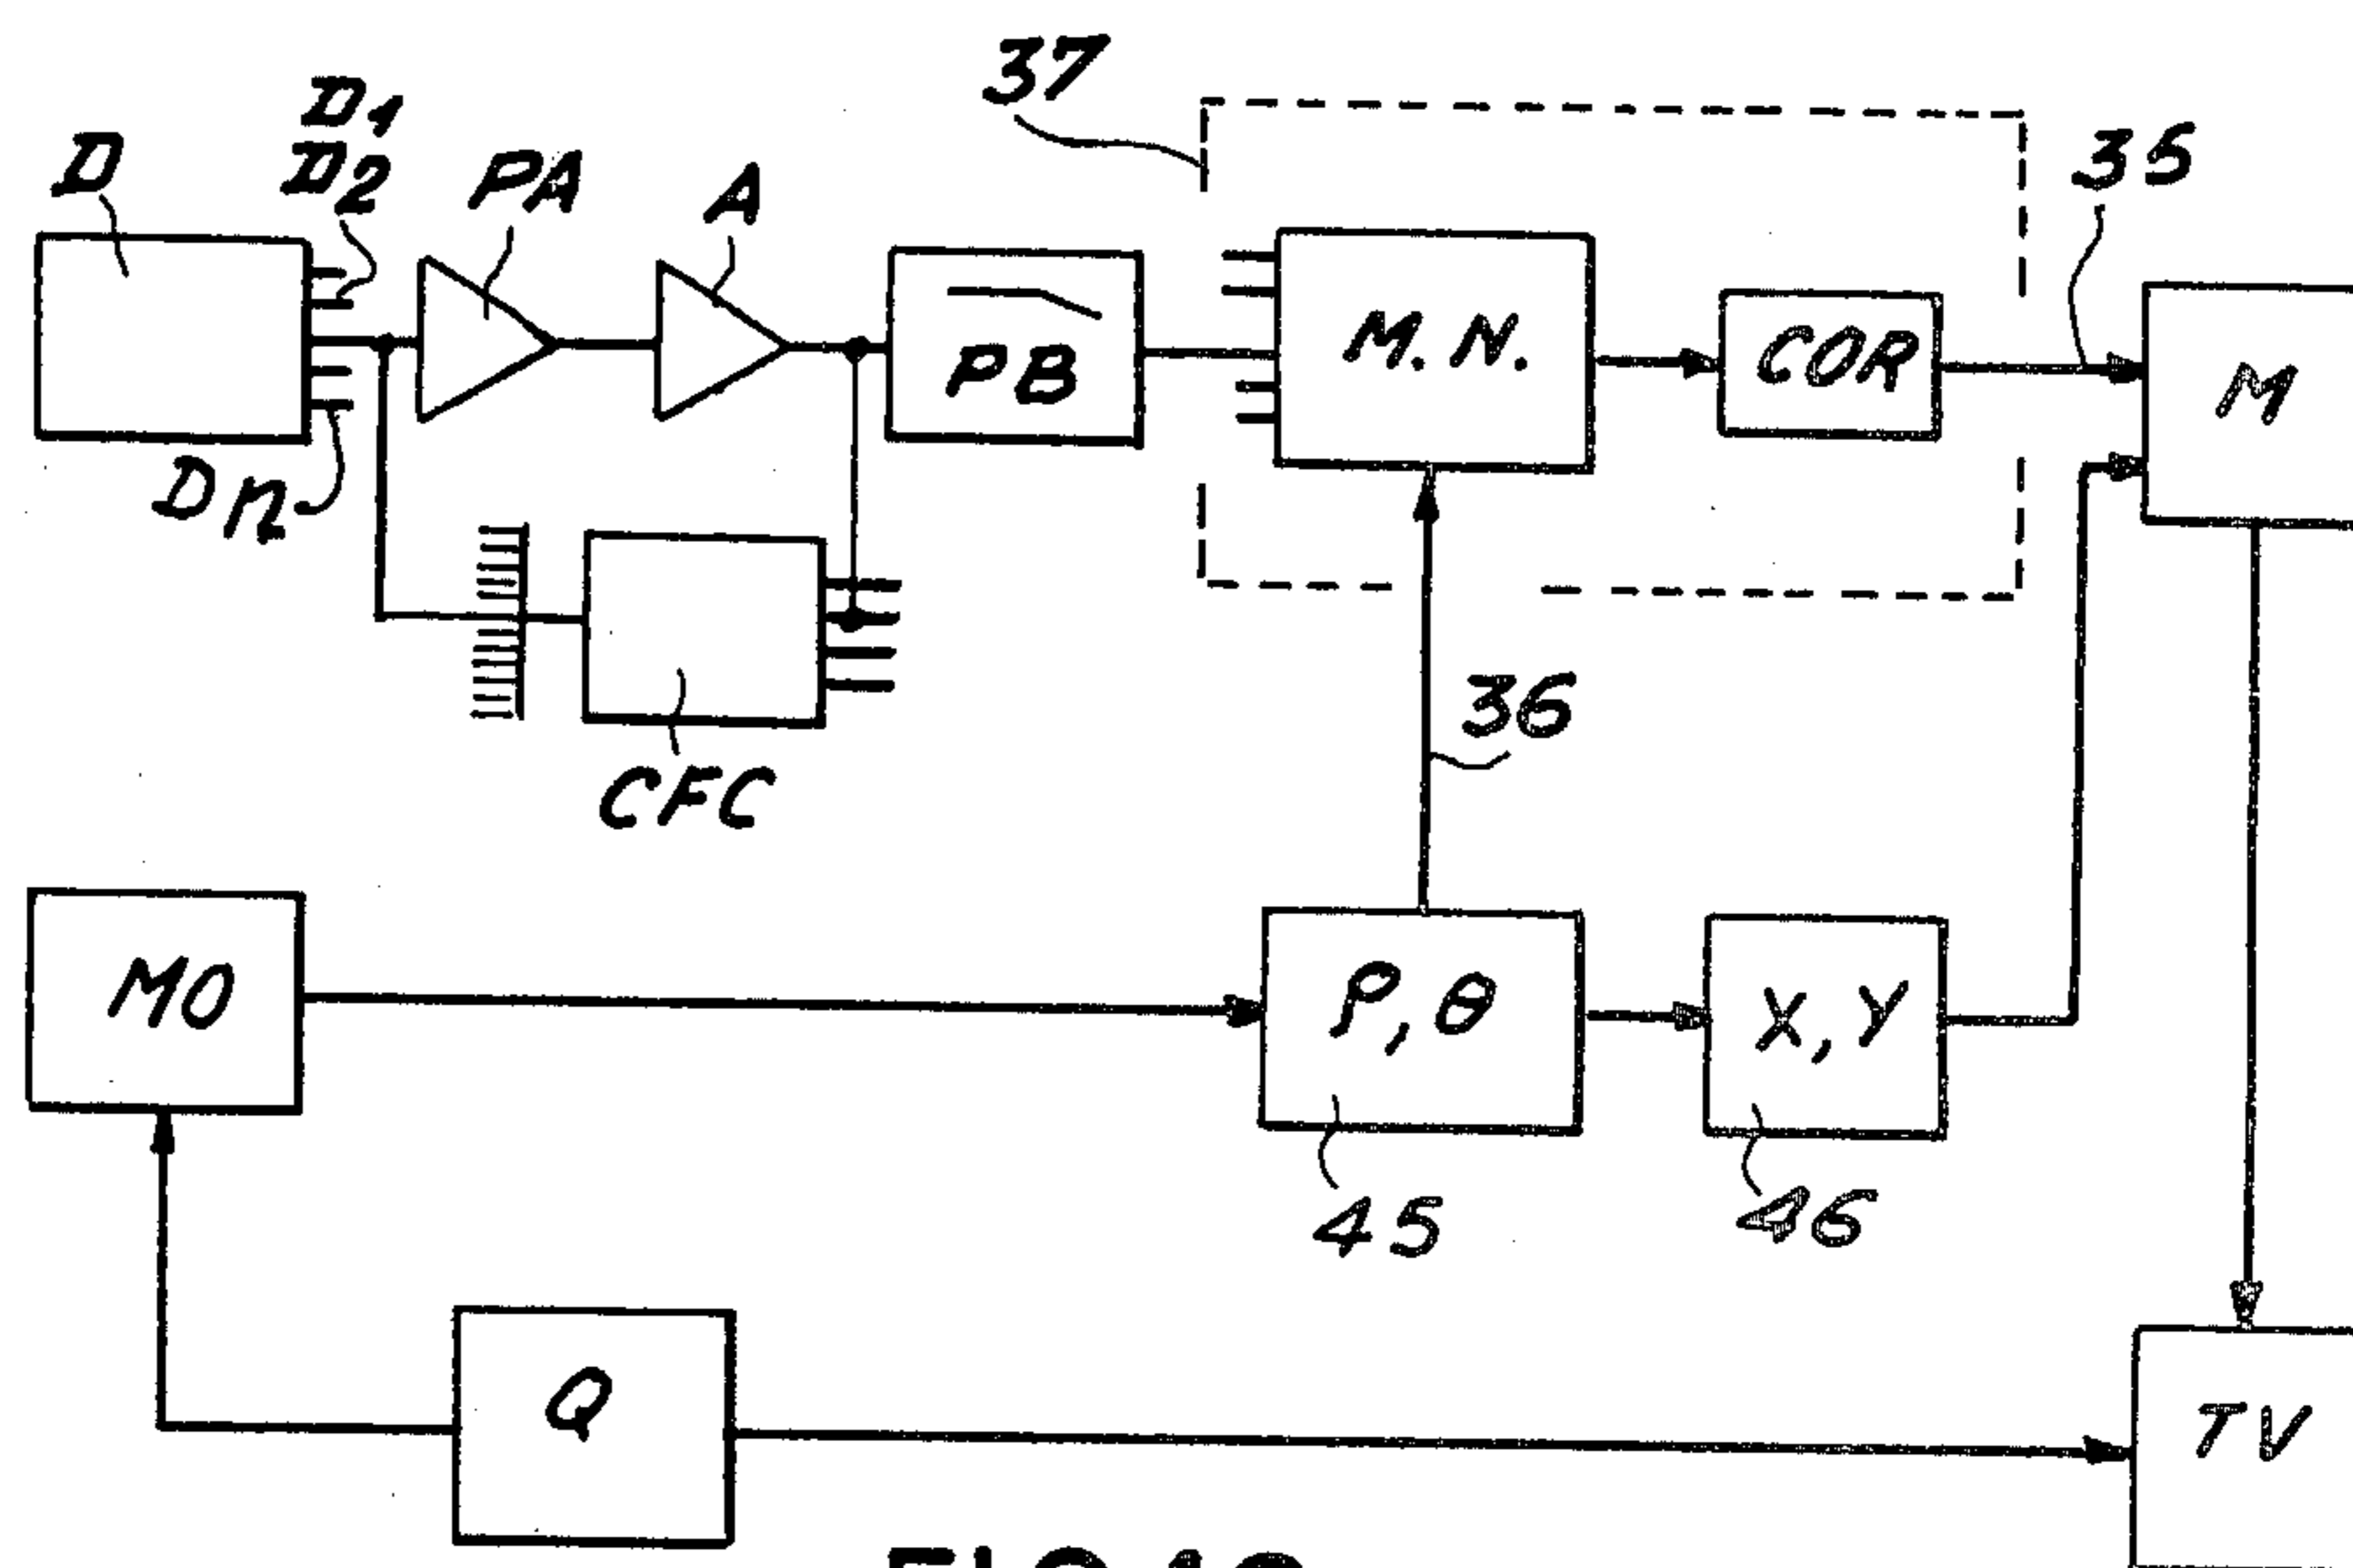 37
D1
D
D2
PA
A
35
M.N.
COR
PB
M
Dn
36
CFC
MO
P, θ
X, Y
45
46
Q
TV